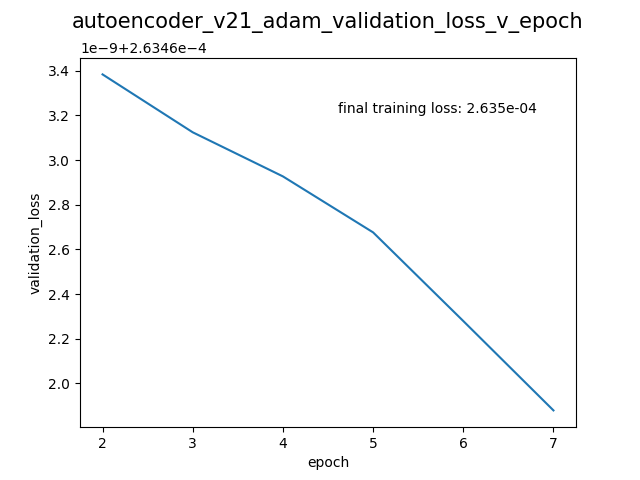 autoencoder_v21_adam_validation_loss_v_epoch
1e−9+2.6346e−4
3.4
3.2
3.0
2.8
2.6
2.4
2.2
2.0
validation_loss
final training loss: 2.635e-04
2 3 4 5 6 7
epoch